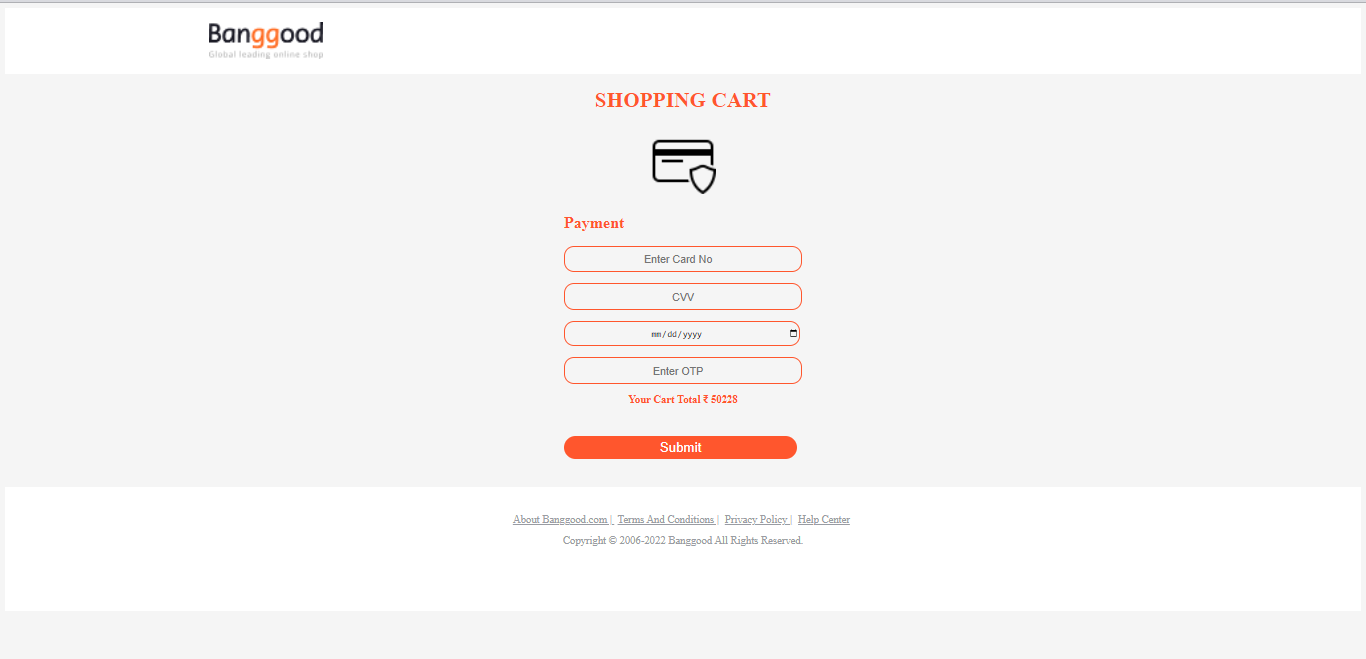 Banggood
Global leading online shop
SHOPPING CART
Payment
Enter Card No
CVV
mm/dd/yyyy
Enter OTP
Your Cart Total ₹ 50228
Submit
About Banggood.com | Terms And Conditions | Privacy Policy | Help Center
Copyright © 2006-2022 Banggood All Rights Reserved.